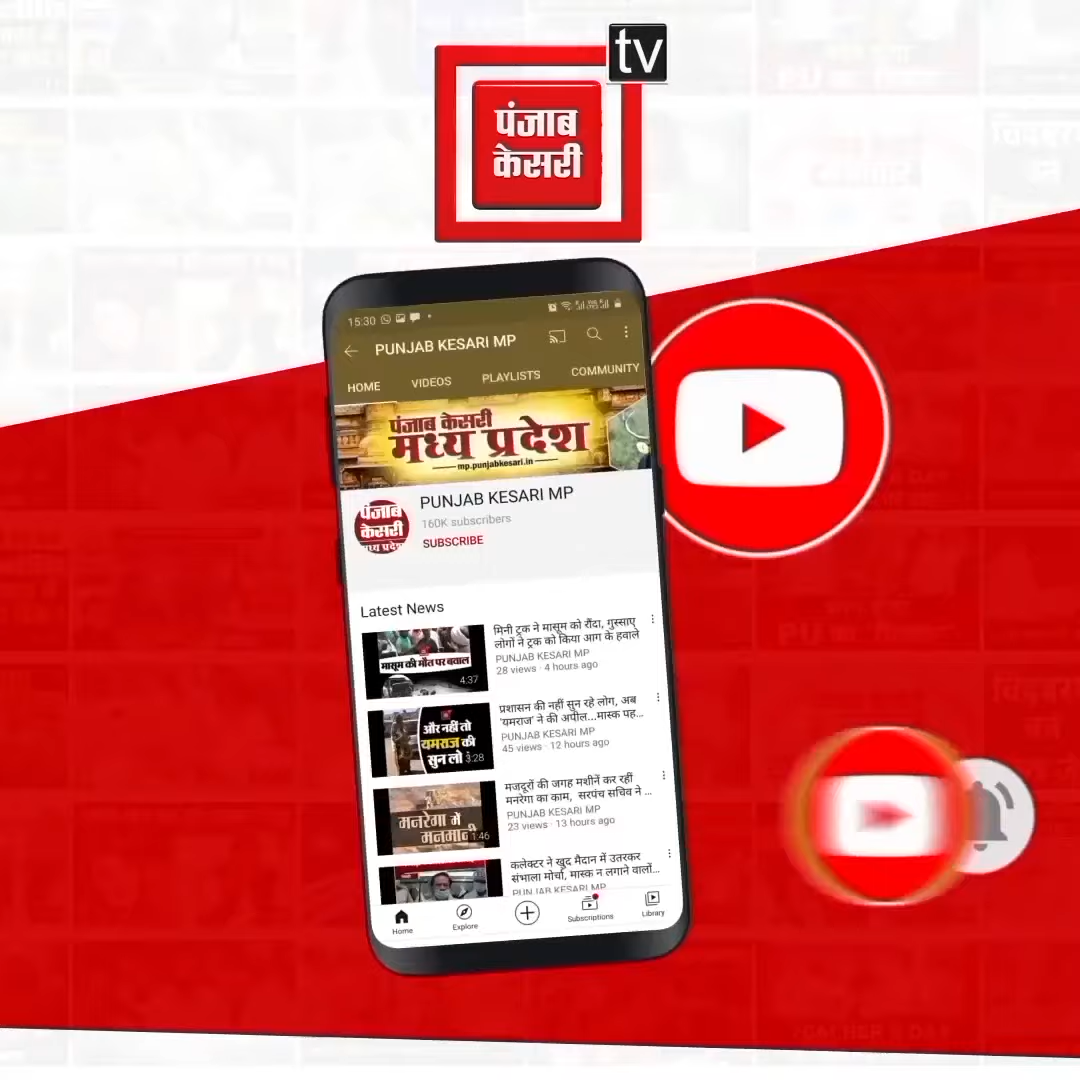 tv
पंजाब
केसरी
15:30
PUNJAB KESARI MP
HOME
VIDEOS
PLAYLISTS
COMMUNITY
पंजाब केसरी
मध्य प्रदेश
mp.punjabkesari.in
पंजाब
केसरी
मध्य प्रदेश
PUNJAB KESARI MP
160K subscribers
SUBSCRIBE
Latest News
मिनी ट्रक ने मासूम को रौंदा, गुस्साए
लोगों ने ट्रक को किया आग के हवाले
PUNJAB KESARI MP
28 views · 4 hours ago
मासूम की मौत पर बवाल
4:37
प्रशासन की नहीं सुन रहे लोग, अब
'यमराज' ने की अपील...मास्क पह...
PUNJAB KESARI MP
45 views · 12 hours ago
और नहीं तो
यमराज की
सुन लो
3:28
मजदूरों की जगह मशीनें कर रहीं
मनरेगा का काम, सरपंच सचिव ने ...
PUNJAB KESARI MP
23 views · 13 hours ago
मनरेगा में
मनमानी
1:46
कलेक्टर ने खुद मैदान में उतरकर
संभाला मोर्चा, मास्क न लगाने वालों...
PUNJAB KESARI MP
Home
Explore
Subscriptions
Library